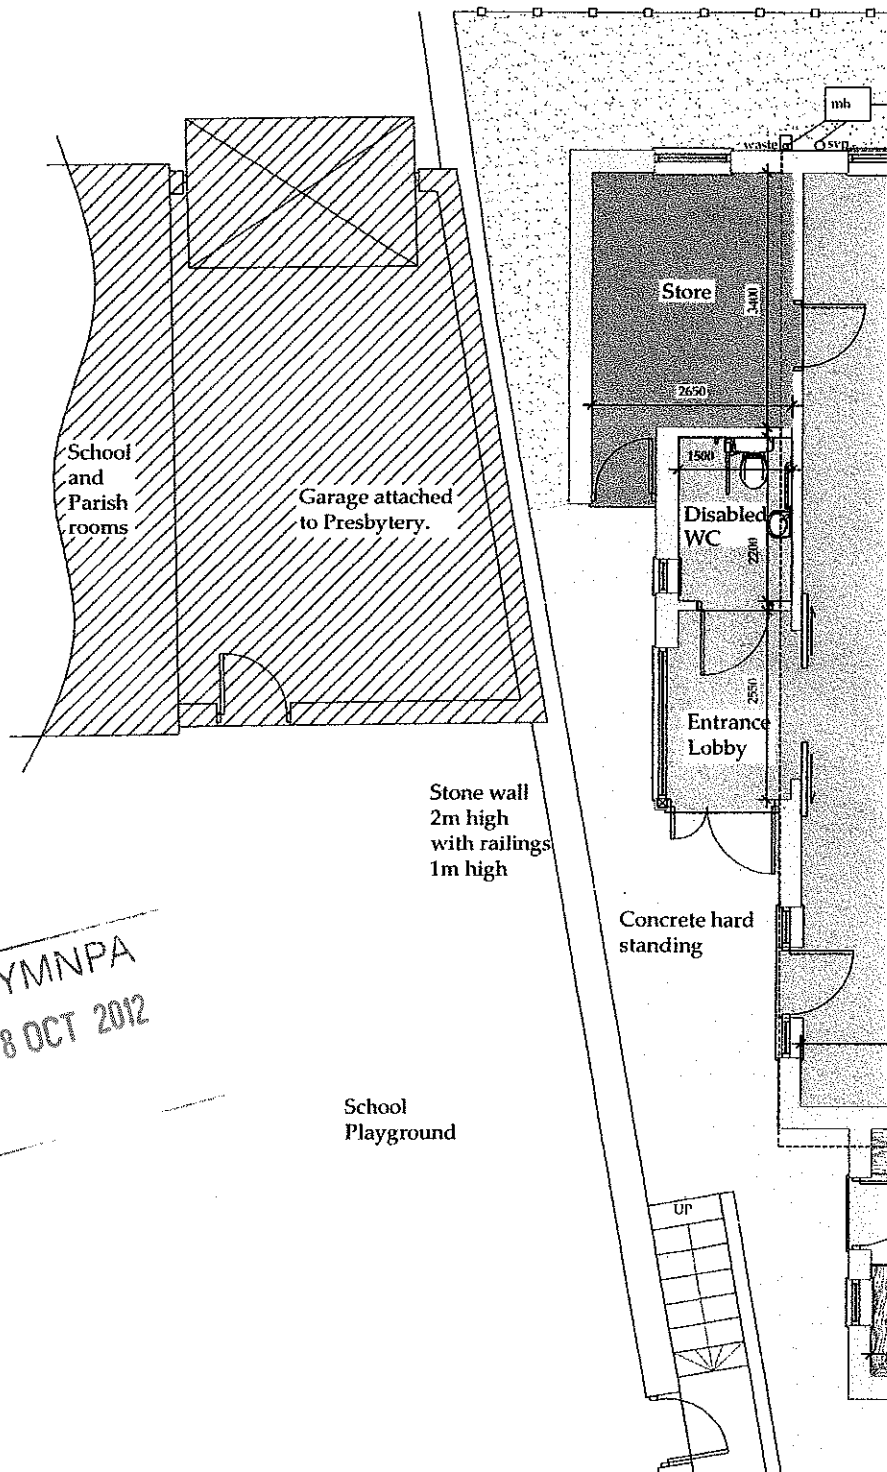 mh
waste
svp
Store
3400
2650
School
and
Parish
rooms
Garage attached
to Presbytery.
1500
Disabled
WC
2200
Entrance
Lobby
2550
Stone wall
2m high
with railings
1m high
Concrete hard
standing
YMNPA
8 OCT 2012
School
Playground
UP